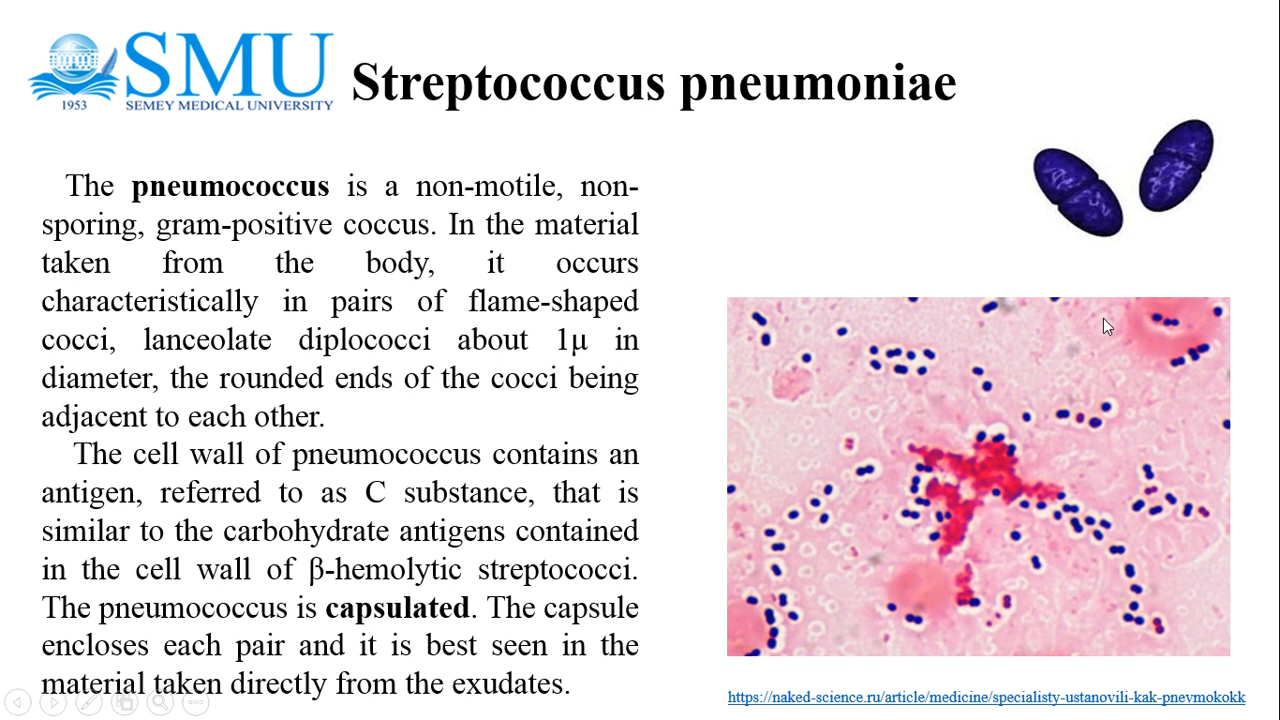 SMU
1953
SEMEY MEDICAL UNIVERSITY
Streptococcus pneumoniae
The pneumococcus is a non-motile, non-
sporing, gram-positive coccus. In the material
taken from the body, it occurs
characteristically in pairs of flame-shaped
cocci, lanceolate diplococci about 1μ in
diameter, the rounded ends of the cocci being
adjacent to each other.
The cell wall of pneumococcus contains an
antigen, referred to as C substance, that is
similar to the carbohydrate antigens contained
in the cell wall of β-hemolytic streptococci.
The pneumococcus is capsulated. The capsule
encloses each pair and it is best seen in the
material taken directly from the exudates.
https://naked-science.ru/article/medicine/specialisty-ustanovili-kak-pnevmokokk